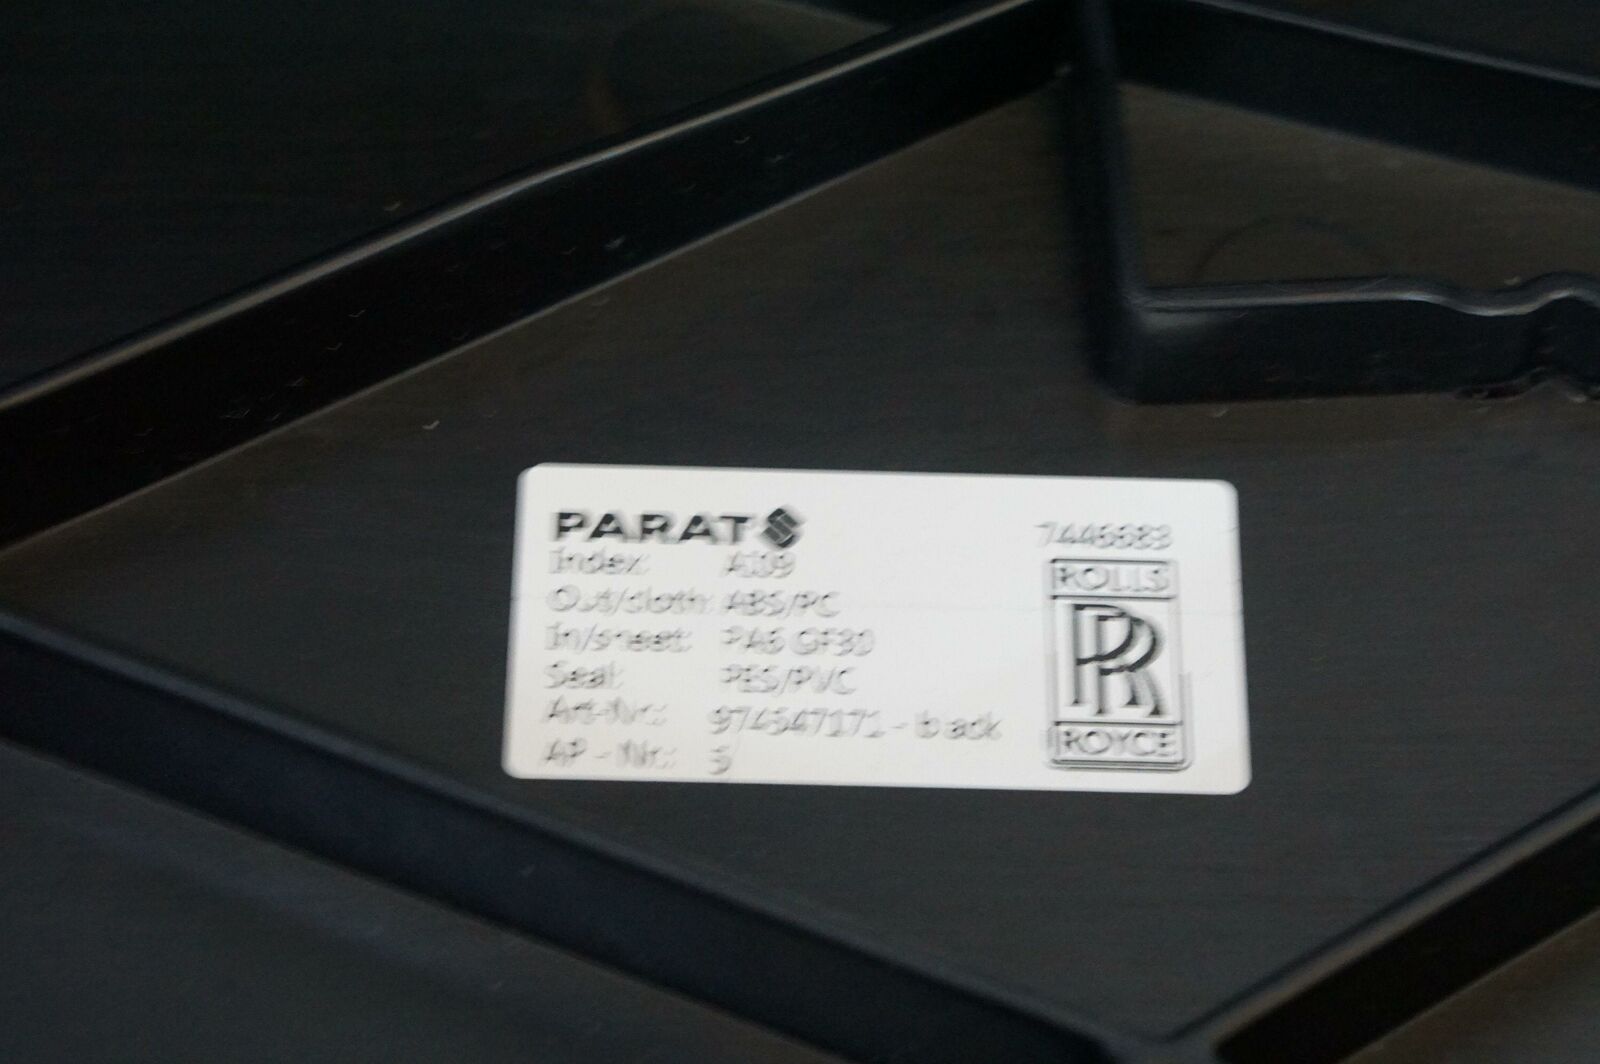 PARAT
7446683
Index: A109
Out/cloth: ABS/PC
In/sheet: PA6 GF30
Seal: PES/PVC
Art-Nr.: 974547171 - black
AP - Nr.: 5
ROLLS
RR
ROYCE